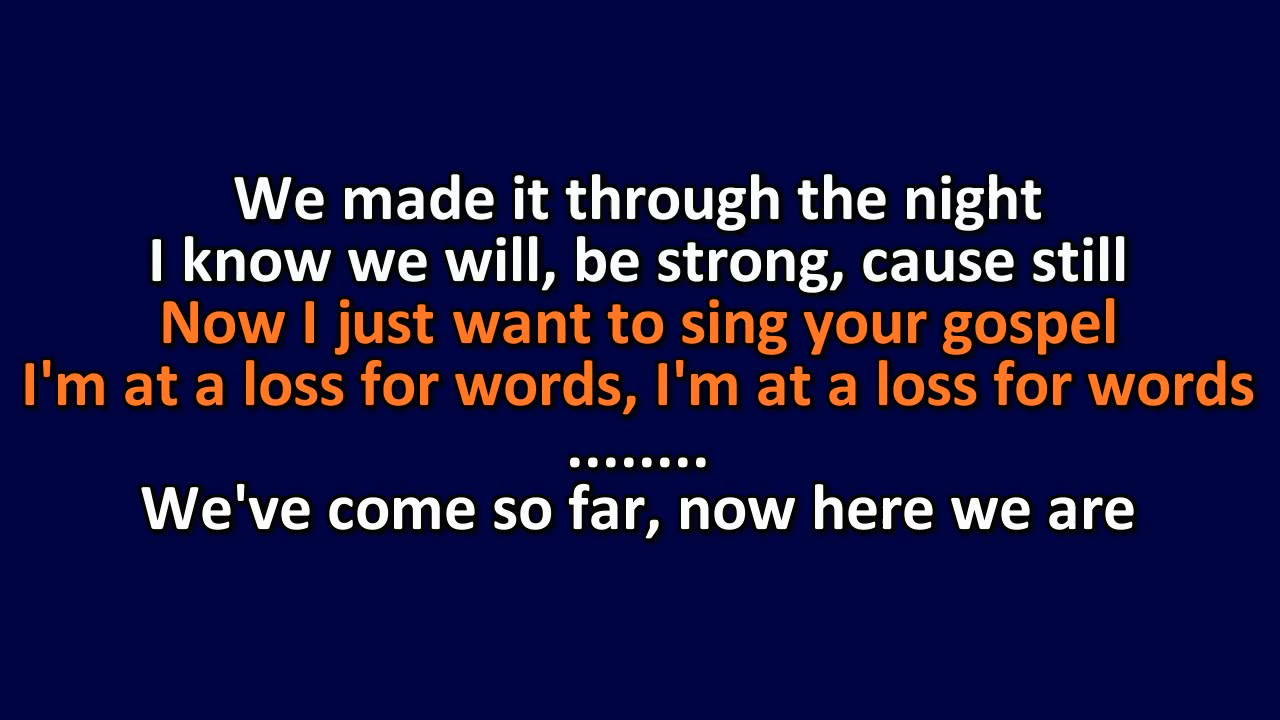 We made it through the night
I know we will, be strong, cause still
Now I just want to sing your gospel
I'm at a loss for words, I'm at a loss for words
........
We've come so far, now here we are